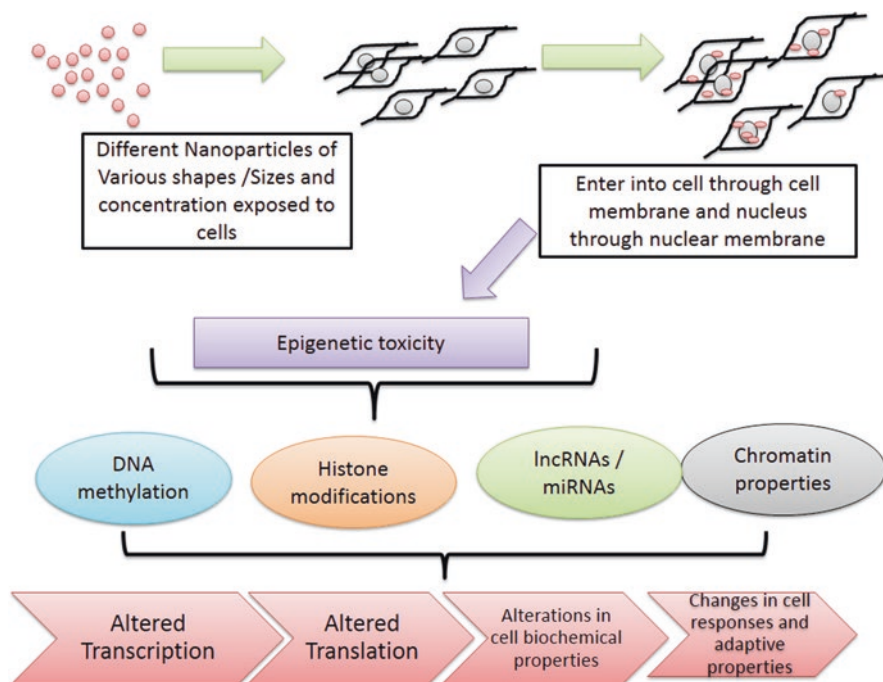 Different Nanoparticles of
Various shapes /Sizes and
concentration exposed to
cells
Enter into cell through cell
membrane and nucleus
through nuclear membrane
Epigenetic toxicity
DNA
methylation
Histone
modifications
lncRNAs /
miRNAs
Chromatin
properties
Altered
Transcription
Altered
Translation
Alterations in
cell biochemical
properties
Changes in cell
responses and
adaptive
properties